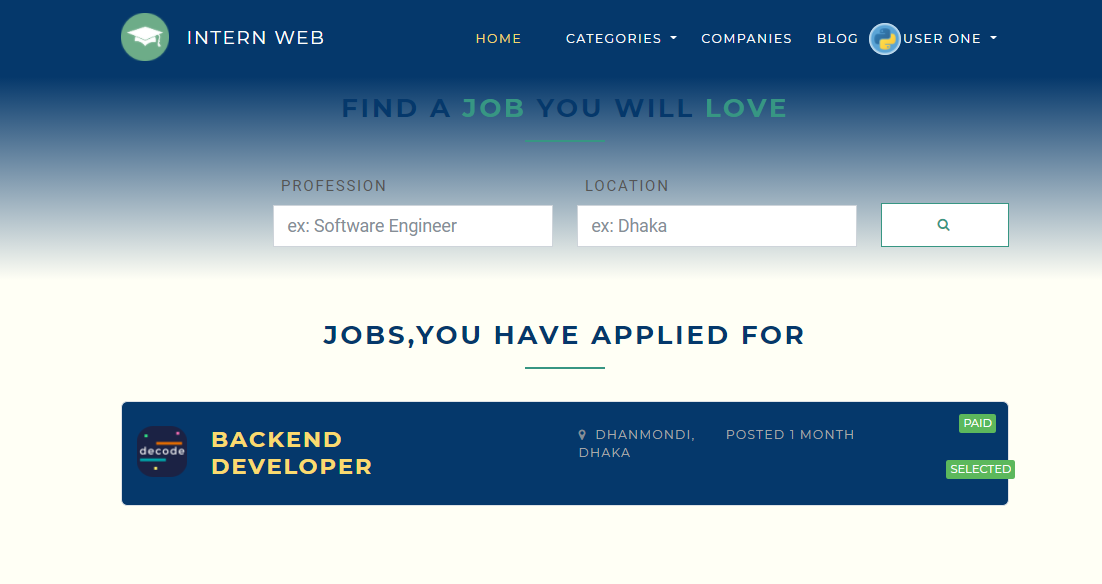 INTERN WEB
HOME
CATEGORIES
COMPANIES
BLOG
USER ONE
FIND A JOB YOU WILL LOVE
PROFESSION
LOCATION
ex: Software Engineer
ex: Dhaka
JOBS,YOU HAVE APPLIED FOR
decode
BACKEND
DEVELOPER
DHANMONDI,
DHAKA
POSTED 1 MONTH
PAID
SELECTED